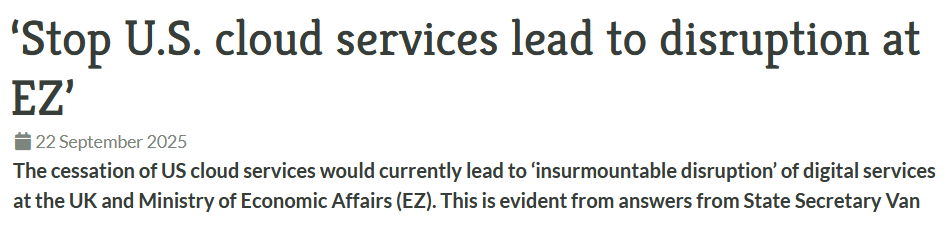 ‘Stop U.S. cloud services lead to disruption at
EZ’
22 September 2025
The cessation of US cloud services would currently lead to ‘insurmountable disruption’ of digital services
at the UK and Ministry of Economic Affairs (EZ). This is evident from answers from State Secretary Van